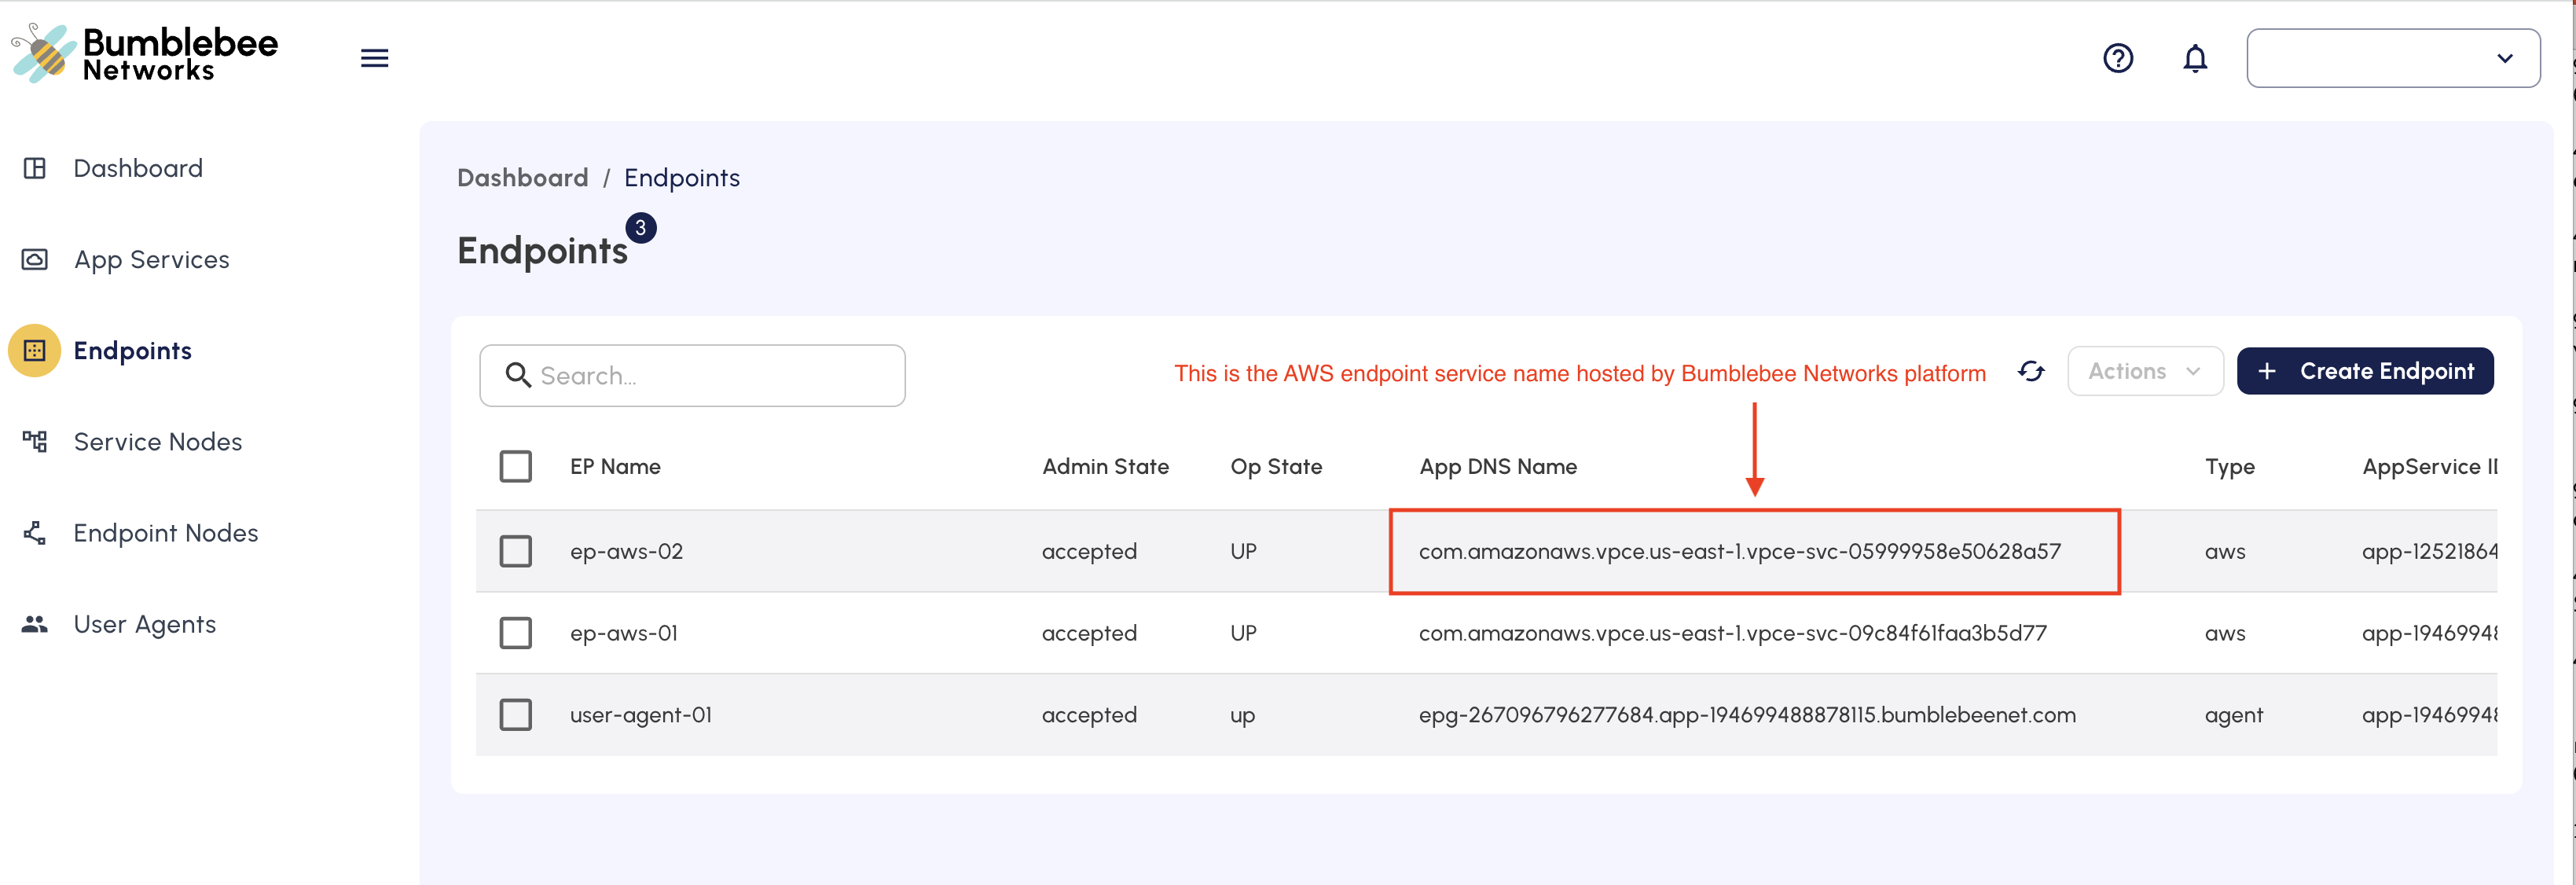 Bumblebee
Networks
Dashboard
App Services
Endpoints
Service Nodes
Endpoint Nodes
User Agents
Dashboard / Endpoints
Endpoints 3
Search...
This is the AWS endpoint service name hosted by Bumblebee Networks platform
Actions
+ Create Endpoint
EP Name Admin State Op State App DNS Name Type AppService
ep-aws-02 accepted UP com.amazonaws.vpce.us-east-1.vpce-svc-05999958e50628a57 aws app-12521864
ep-aws-01 accepted UP com.amazonaws.vpce.us-east-1.vpce-svc-09c84f61faa3b5d77 aws app-1946994
user-agent-01 accepted up epg-267096796277684.app-194699488878115.bumblebeenet.com agent app-1946994